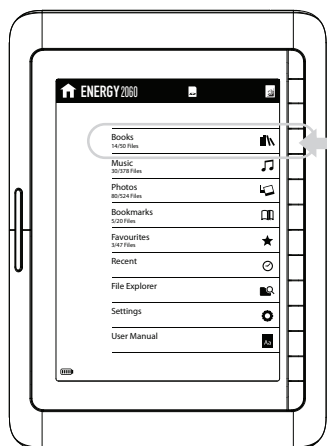 ENERGY 2060
Books
14/50 Files
Music
30/378 Files
Photos
80/524 Files
Bookmarks
5/20 Files
Favourites
3/47 Files
Recent
File Explorer
Settings
User Manual
Aa